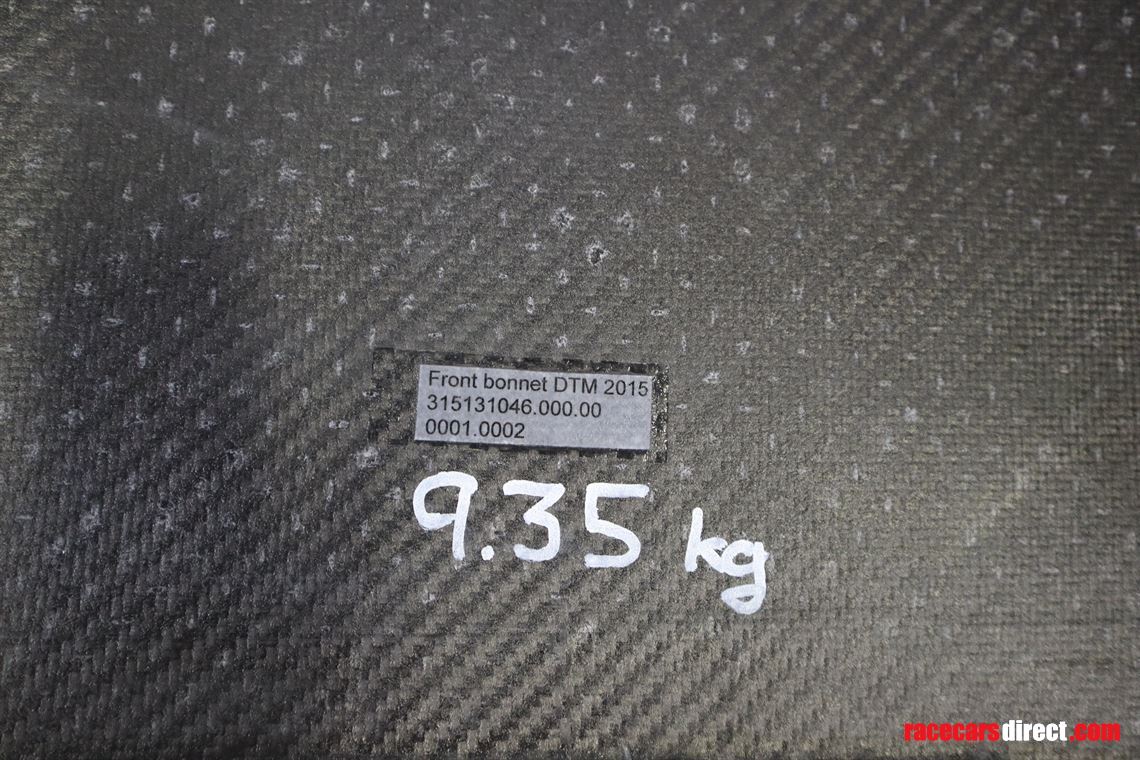 Front bonnet DTM 2015
315131046.000.00
0001.0002
9.35 kg
racecarsdirect.com